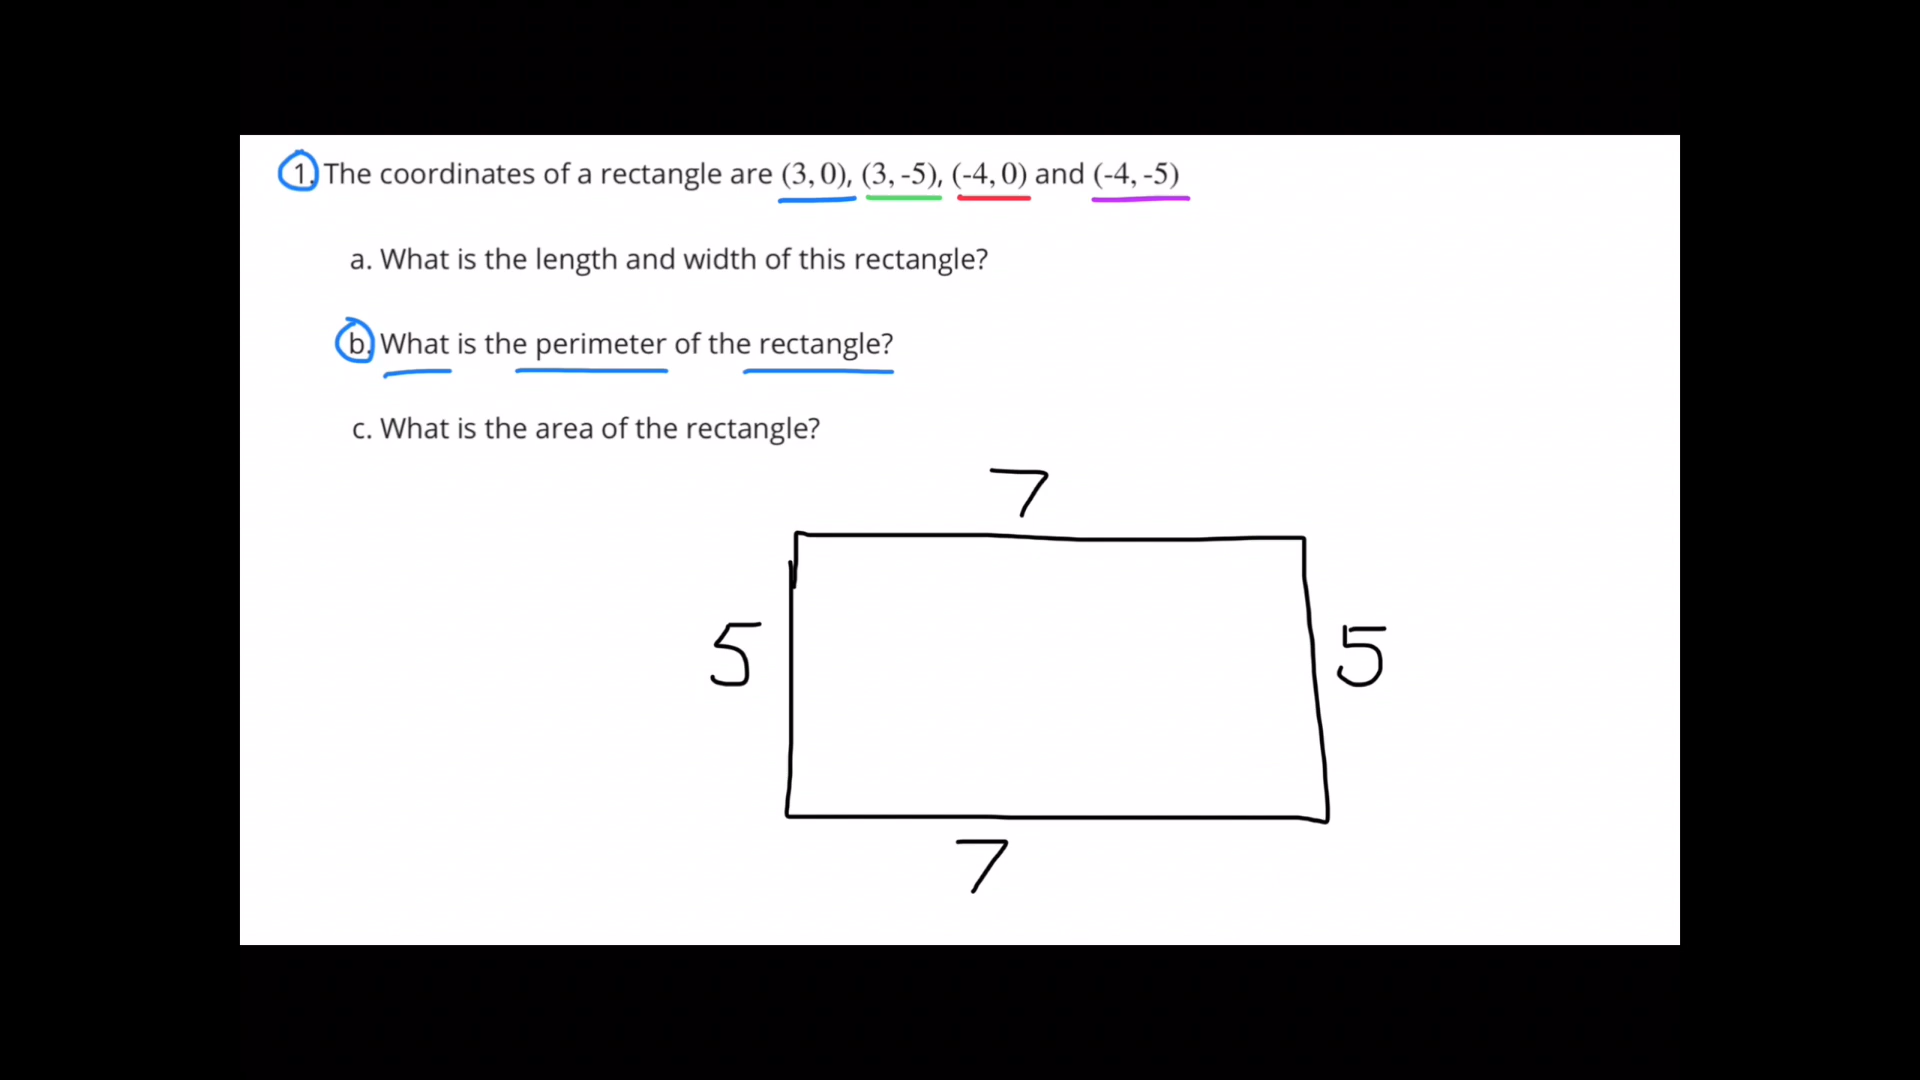 1. The coordinates of a rectangle are (3, 0), (3, -5), (-4, 0) and (-4, -5)
a. What is the length and width of this rectangle?
b. What is the perimeter of the rectangle?
c. What is the area of the rectangle?
7
5 5
7